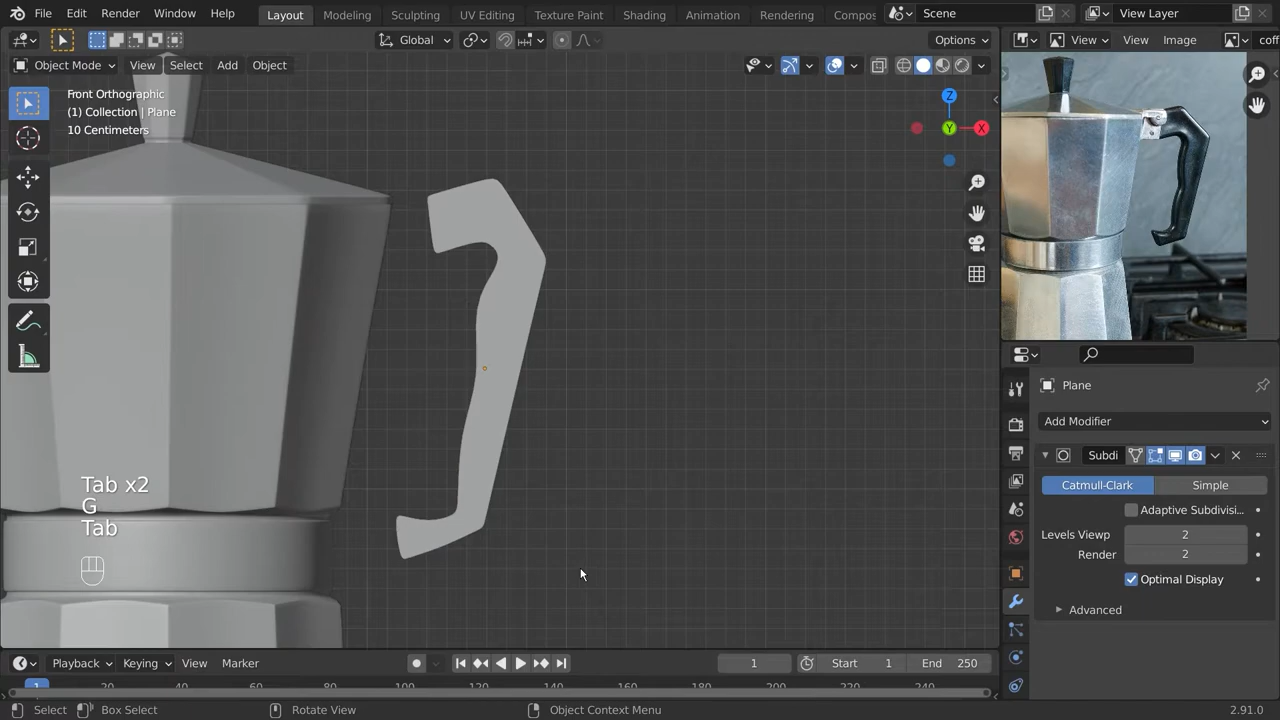 File Edit Render Window Help Layout Modeling Sculpting UV Editing Texture Paint Shading Animation Rendering Compos Scene View Layer
Global Options View View Image coff
Object Mode View Select Add Object
Front Orthographic
(1) Collection | Plane
10 Centimeters
Z
Y
X
Plane
Add Modifier
Subdi
Catmull-Clark Simple
Adaptive Subdivisi...
Levels Viewp 2
Render 2
Optimal Display
Advanced
Tab x2
G
Tab
Playback Keying View Marker 1 Start 1 End 250
1 20 40 60 80 100 120 140 160 180 200 220 240
Select Box Select Rotate View Object Context Menu 2.91.0